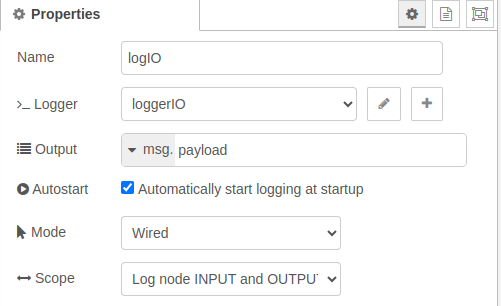 Properties
Name logIO
Logger loggerIO
Output msg. payload
Autostart Automatically start logging at startup
Mode Wired
Scope Log node INPUT and OUTPU